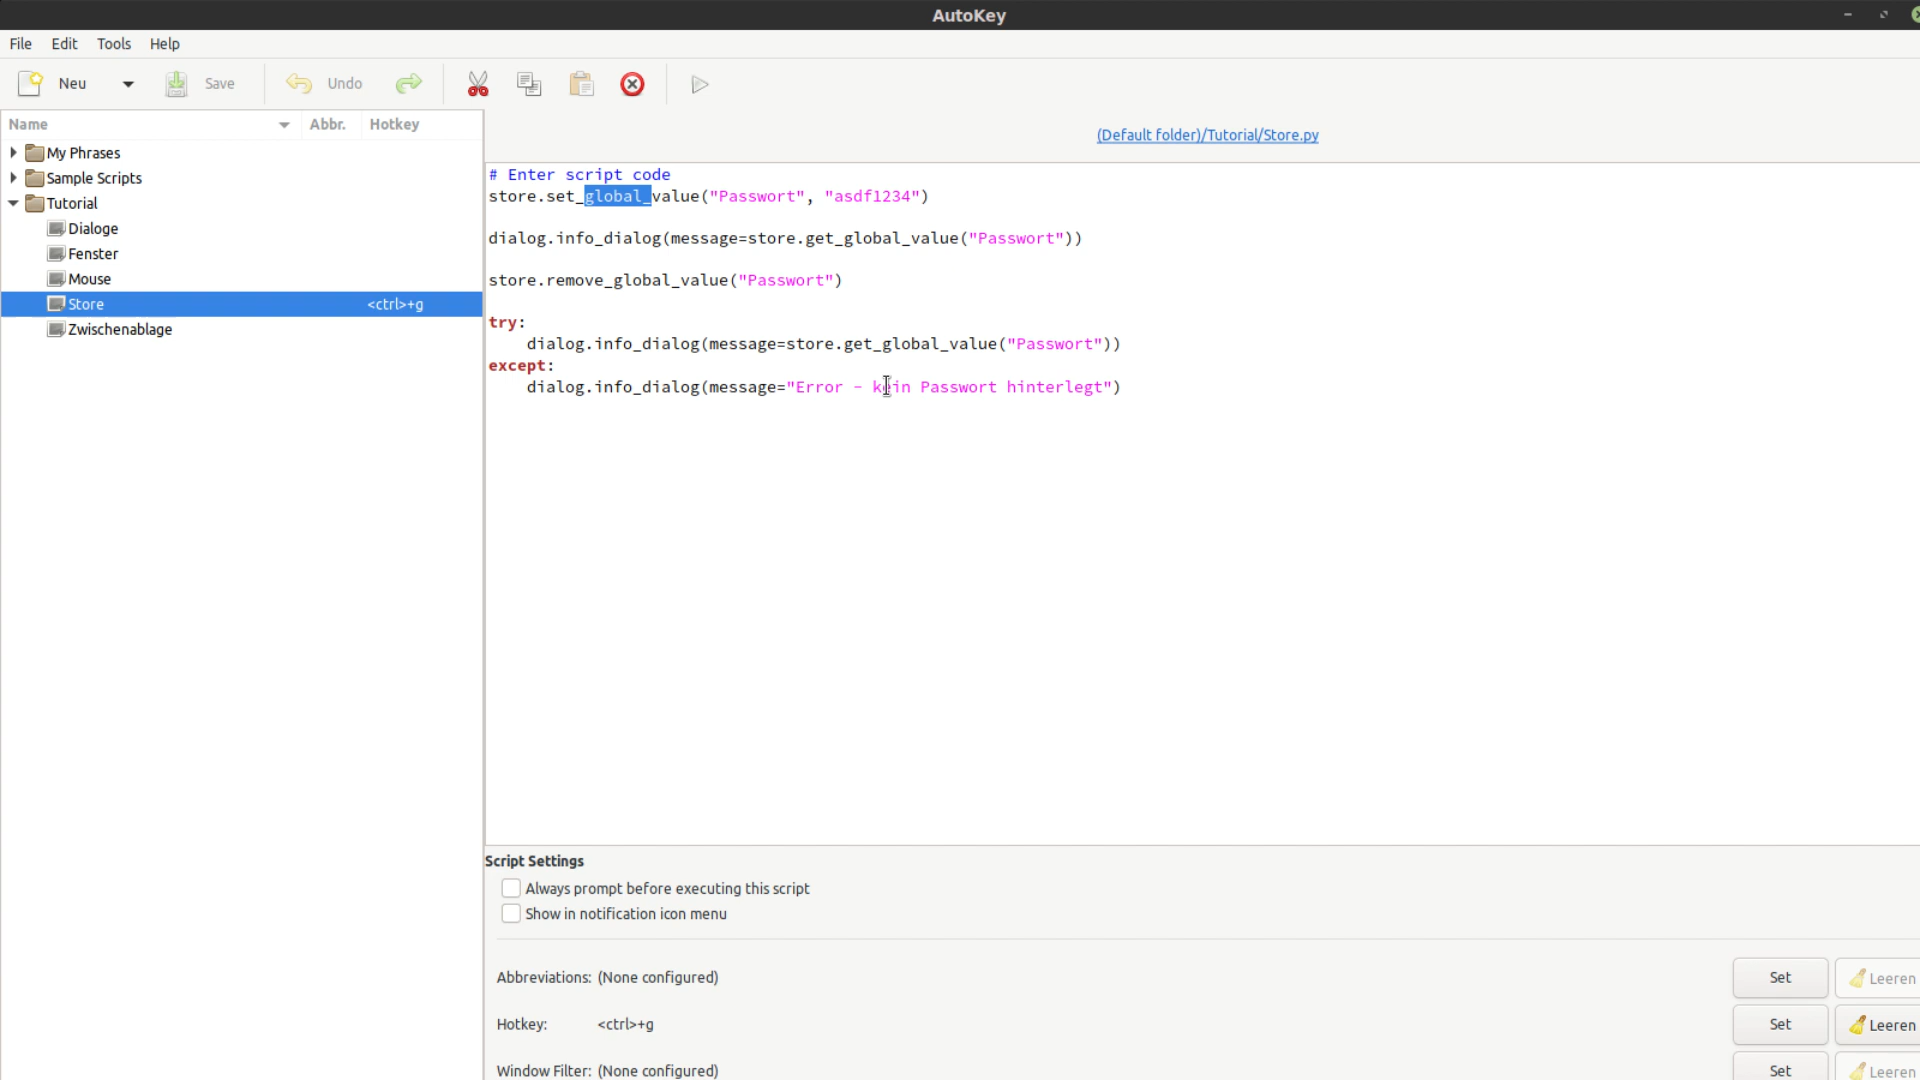 AutoKey
File Edit Tools Help
Neu Save Undo
Name Abbr. Hotkey
My Phrases
Sample Scripts
Tutorial
Dialoge
Fenster
Mouse
Store <ctrl>+g
Zwischenablage
(Default folder)/Tutorial/Store.py
# Enter script code
store.set_global_value("Passwort", "asdf1234")
dialog.info_dialog(message=store.get_global_value("Passwort"))
store.remove_global_value("Passwort")
try:
    dialog.info_dialog(message=store.get_global_value("Passwort"))
except:
    dialog.info_dialog(message="Error - kein Passwort hinterlegt")
Script Settings
Always prompt before executing this script
Show in notification icon menu
Abbreviations: (None configured) Set Leeren
Hotkey: <ctrl>+g Set Leeren
Window Filter: (None configured) Set Leeren